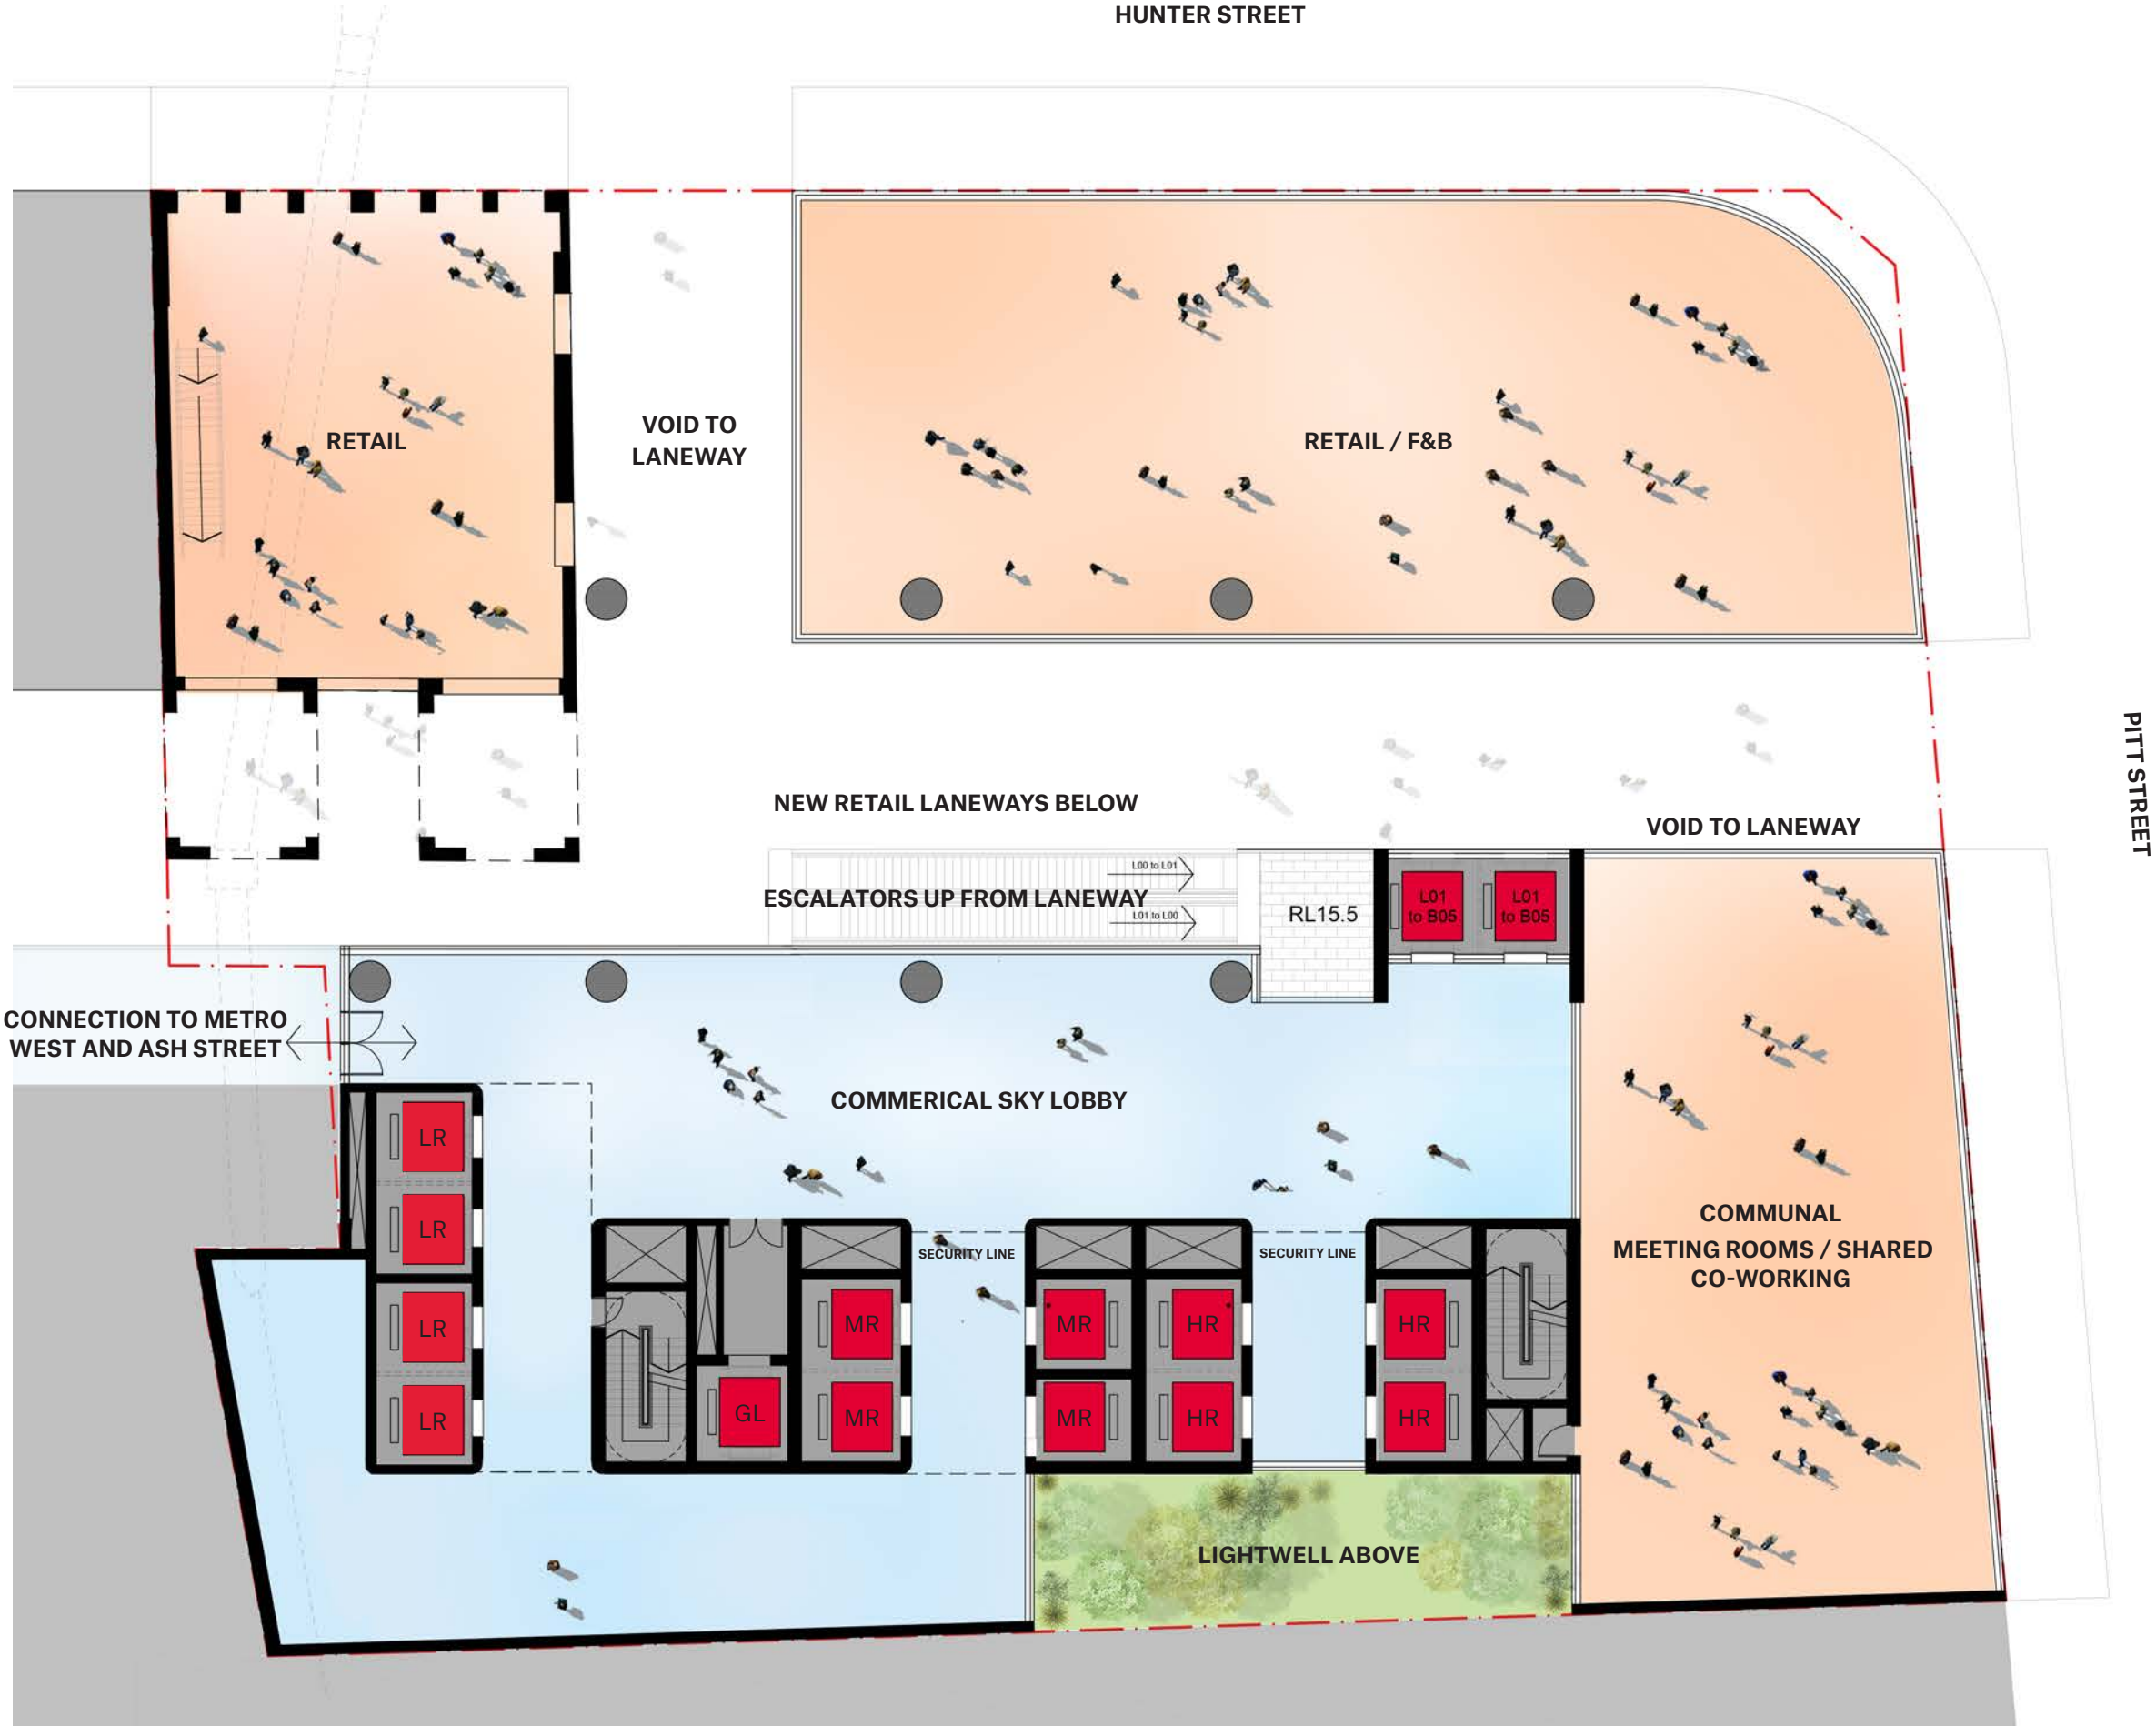 HUNTER STREET
RETAIL
VOID TO
LANEWAY
RETAIL / F&B
PITT STREET
NEW RETAIL LANEWAYS BELOW
VOID TO LANEWAY
L00 to L01
ESCALATORS UP FROM LANEWAY
L01 to L00
RL15.5
L01
to B05
L01
to B05
CONNECTION TO METRO
WEST AND ASH STREET
COMMERICAL SKY LOBBY
LR
LR
LR
LR
SECURITY LINE
SECURITY LINE
COMMUNAL
MEETING ROOMS / SHARED
CO-WORKING
MR
MR
HR
HR
GL
MR
MR
HR
HR
LIGHTWELL ABOVE